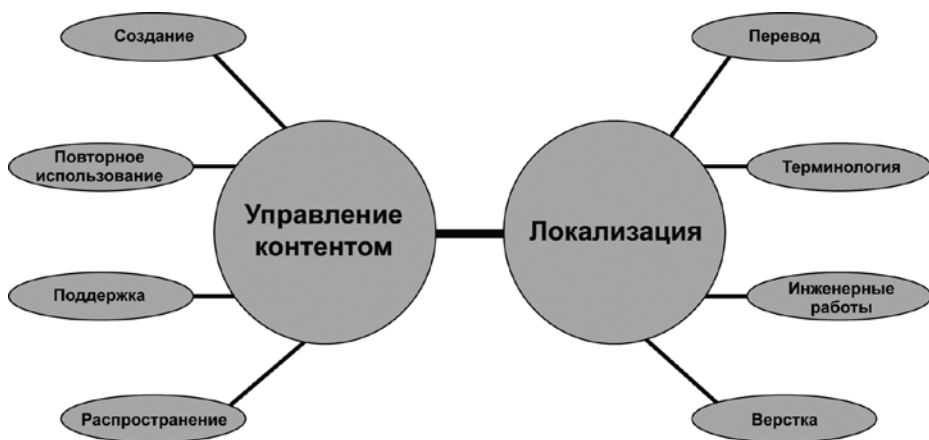 Создание
Повторное
использование
Управление
контентом
Поддержка
Распространение
Перевод
Терминология
Локализация
Инженерные
работы
Верстка